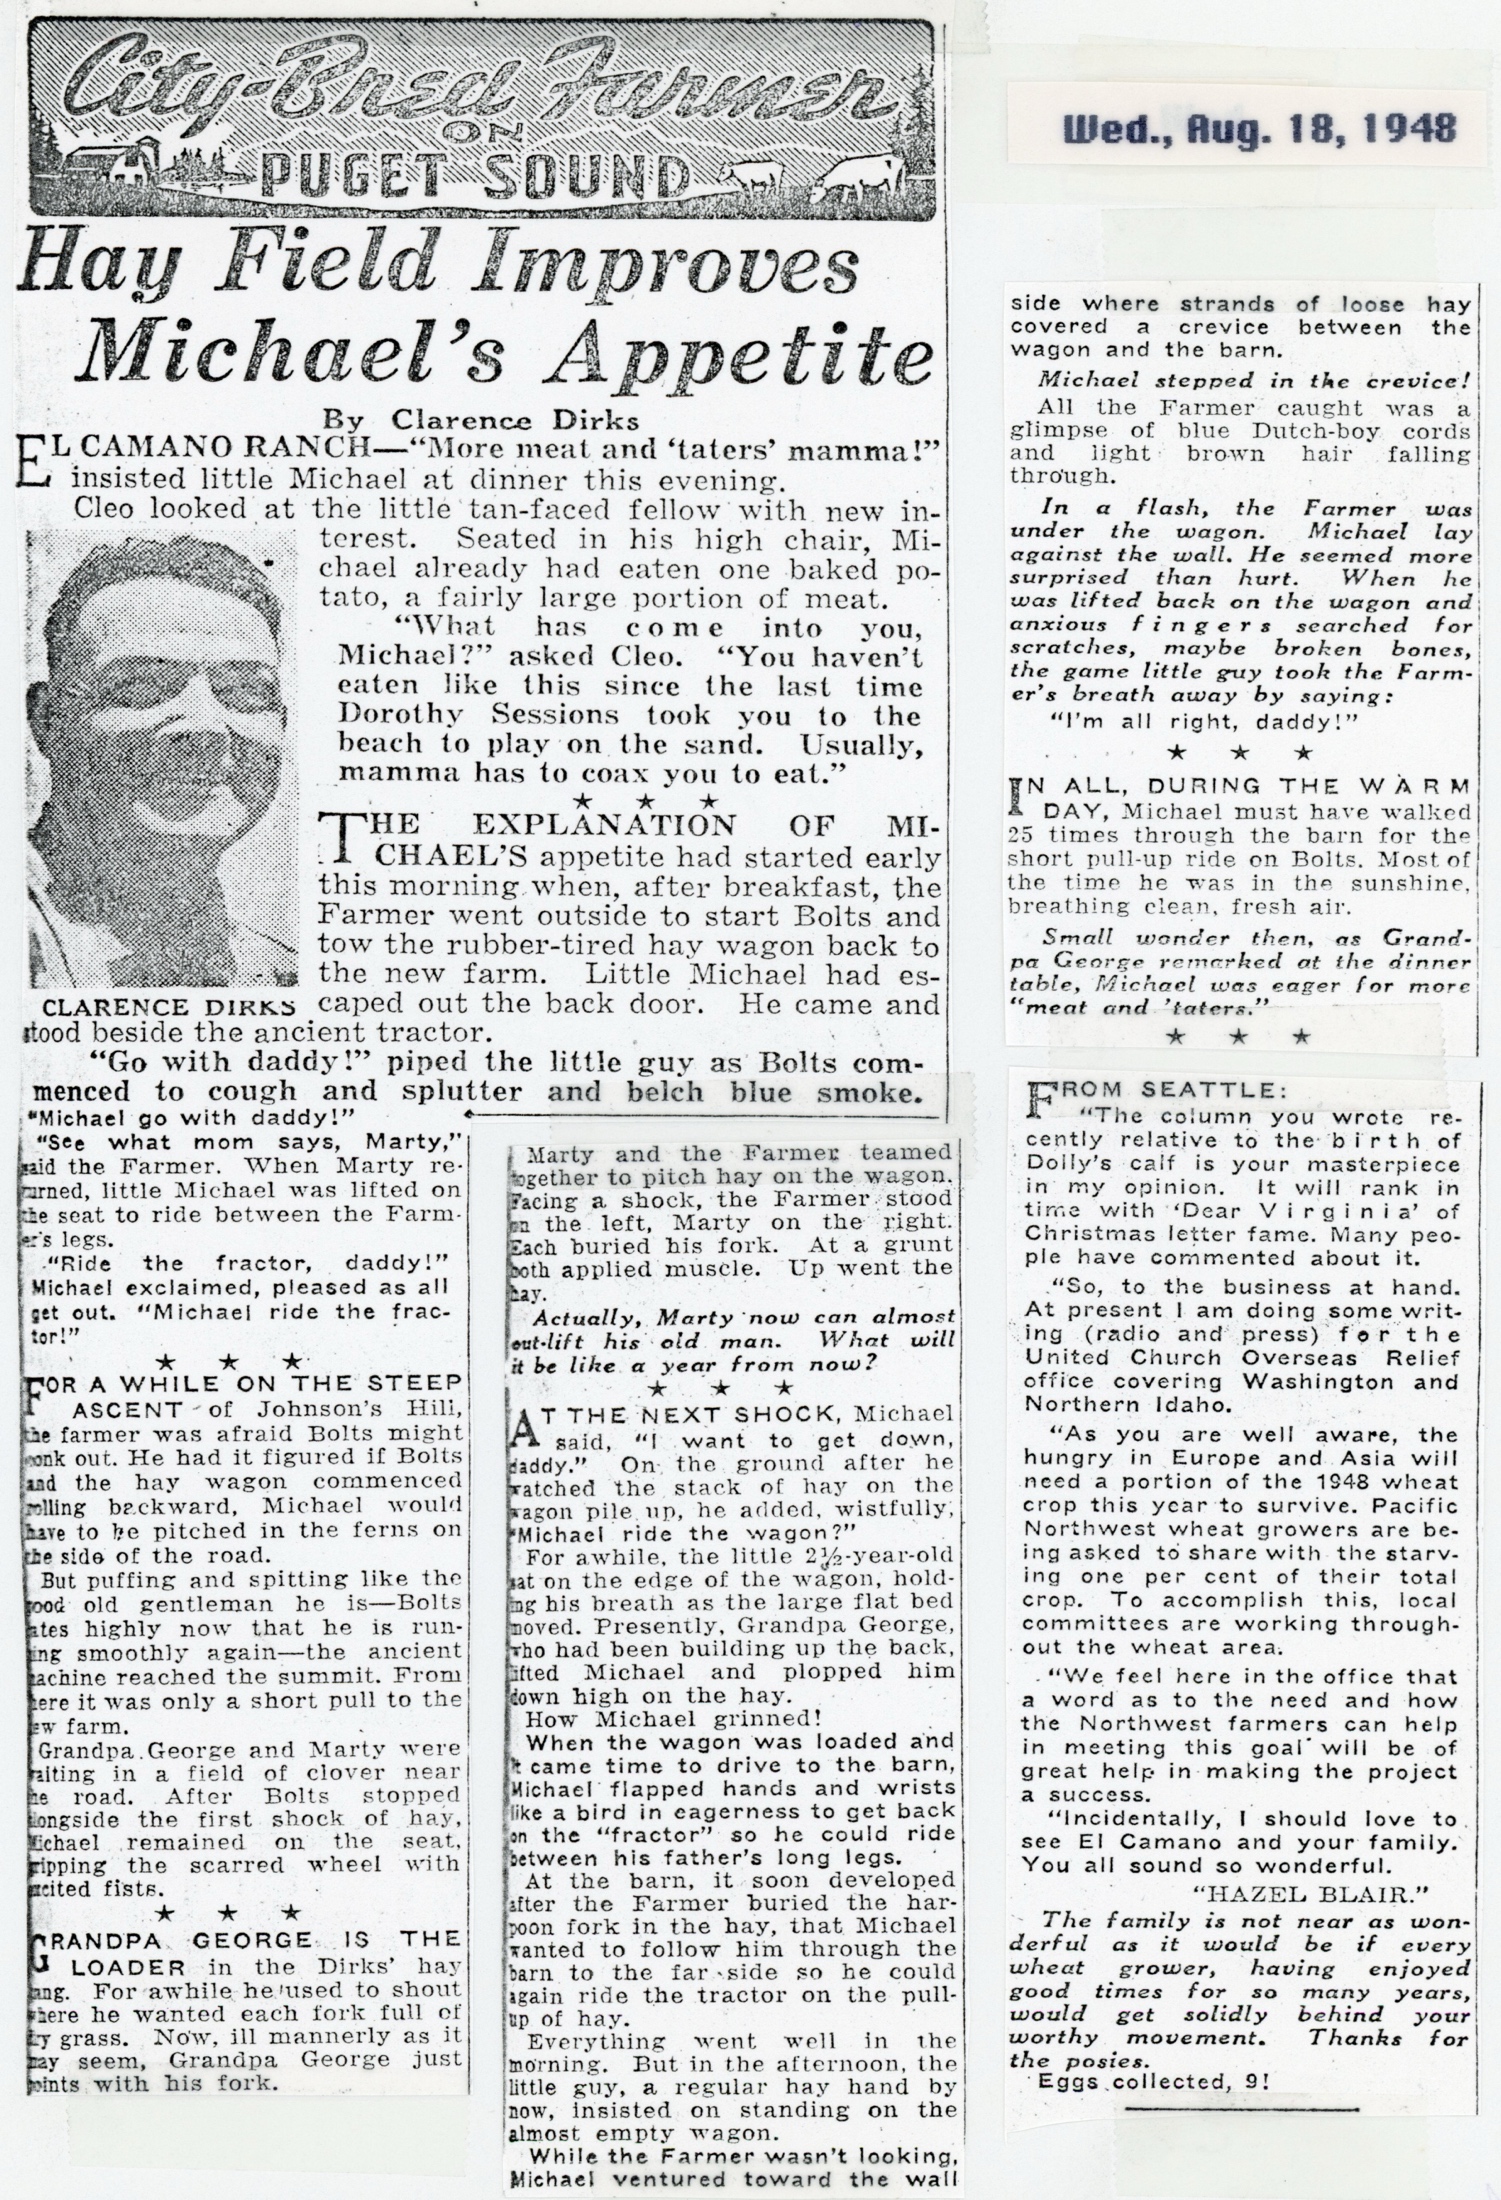 City-Bred Farmer
ON
PUGET SOUND
Wed., Aug. 18, 1948
Hay Field Improves
Michael's Appetite
By Clarence Dirks
EL CAMANO RANCH—"More meat and 'taters' mamma!"
insisted little Michael at dinner this evening.
Cleo looked at the little tan-faced fellow with new in-
terest. Seated in his high chair, Mi-
chael already had eaten one baked po-
tato, a fairly large portion of meat.
"What has come into you,
Michael?" asked Cleo. "You haven't
eaten like this since the last time
Dorothy Sessions took you to the
beach to play on the sand. Usually,
mamma has to coax you to eat."
★ ★ ★
THE EXPLANATION OF MI-
CHAEL'S appetite had started early
this morning when, after breakfast, the
Farmer went outside to start Bolts and
tow the rubber-tired hay wagon back to
the new farm. Little Michael had es-
CLARENCE DIRKS
caped out the back door. He came and
stood beside the ancient tractor.
"Go with daddy!" piped the little guy as Bolts com-
menced to cough and splutter and belch blue smoke.
"Michael go with daddy!"
"See what mom says, Marty,"
said the Farmer. When Marty re-
turned, little Michael was lifted on
the seat to ride between the Farm-
er's legs.
"Ride the fractor, daddy!"
Michael exclaimed, pleased as all
get out. "Michael ride the frac-
tor!"
★ ★ ★
FOR A WHILE ON THE STEEP
ASCENT of Johnson's Hill,
the farmer was afraid Bolts might
conk out. He had it figured if Bolts
and the hay wagon commenced
rolling backward, Michael would
have to be pitched in the ferns on
the side of the road.
But puffing and spitting like the
good old gentleman he is—Bolts
rates highly now that he is run-
ning smoothly again—the ancient
machine reached the summit. From
here it was only a short pull to the
new farm.
Grandpa George and Marty were
waiting in a field of clover near
the road. After Bolts stopped
alongside the first shock of hay,
Michael remained on the seat,
gripping the scarred wheel with
excited fists.
★ ★ ★
GRANDPA GEORGE IS THE
LOADER in the Dirks' hay
gang. For awhile he used to shout
where he wanted each fork full of
dry grass. Now, ill mannerly as it
may seem, Grandpa George just
points with his fork.
Marty and the Farmer teamed
together to pitch hay on the wagon.
Facing a shock, the Farmer stood
on the left, Marty on the right.
Each buried his fork. At a grunt
both applied muscle. Up went the
hay.
Actually, Marty now can almost
out-lift his old man. What will
it be like a year from now?
★ ★ ★
AT THE NEXT SHOCK, Michael
said, "I want to get down,
daddy." On the ground after he
watched the stack of hay on the
wagon pile up, he added, wistfully,
"Michael ride the wagon?"
For awhile, the little 2½-year-old
sat on the edge of the wagon, hold-
ing his breath as the large flat bed
moved. Presently, Grandpa George,
who had been building up the back,
lifted Michael and plopped him
down high on the hay.
How Michael grinned!
When the wagon was loaded and
it came time to drive to the barn,
Michael flapped hands and wrists
like a bird in eagerness to get back
on the "fractor" so he could ride
between his father's long legs.
At the barn, it soon developed
after the Farmer buried the har-
poon fork in the hay, that Michael
wanted to follow him through the
barn to the far side so he could
again ride the tractor on the pull-
up of hay.
Everything went well in the
morning. But in the afternoon, the
little guy, a regular hay hand by
now, insisted on standing on the
almost empty wagon.
While the Farmer wasn't looking,
Michael ventured toward the wall
side where strands of loose hay
covered a crevice between the
wagon and the barn.
Michael stepped in the crevice!
All the Farmer caught was a
glimpse of blue Dutch-boy cords
and light brown hair falling
through.
In a flash, the Farmer was
under the wagon. Michael lay
against the wall. He seemed more
surprised than hurt. When he
was lifted back on the wagon and
anxious fingers searched for
scratches, maybe broken bones,
the game little guy took the Farm-
er's breath away by saying:
"I'm all right, daddy!"
★ ★ ★
IN ALL, DURING THE WARM
DAY, Michael must have walked
25 times through the barn for the
short pull-up ride on Bolts. Most of
the time he was in the sunshine,
breathing clean, fresh air.
Small wonder then, as Grand-
pa George remarked at the dinner
table, Michael was eager for more
"meat and 'taters."
★ ★ ★
FROM SEATTLE:
"The column you wrote re-
cently relative to the birth of
Dolly's calf is your masterpiece
in my opinion. It will rank in
time with 'Dear Virginia' of
Christmas letter fame. Many peo-
ple have commented about it.
"So, to the business at hand.
At present I am doing some writ-
ing (radio and press) for the
United Church Overseas Relief
office covering Washington and
Northern Idaho.
"As you are well aware, the
hungry in Europe and Asia will
need a portion of the 1948 wheat
crop this year to survive. Pacific
Northwest wheat growers are be-
ing asked to share with the starv-
ing one per cent of their total
crop. To accomplish this, local
committees are working through-
out the wheat area.
"We feel here in the office that
a word as to the need and how
the Northwest farmers can help
in meeting this goal will be of
great help in making the project
a success.
"Incidentally, I should love to
see El Camano and your family.
You all sound so wonderful.
"HAZEL BLAIR."
The family is not near as won-
derful as it would be if every
wheat grower, having enjoyed
good times for so many years,
would get solidly behind your
worthy movement. Thanks for
the posies.
Eggs collected, 9!